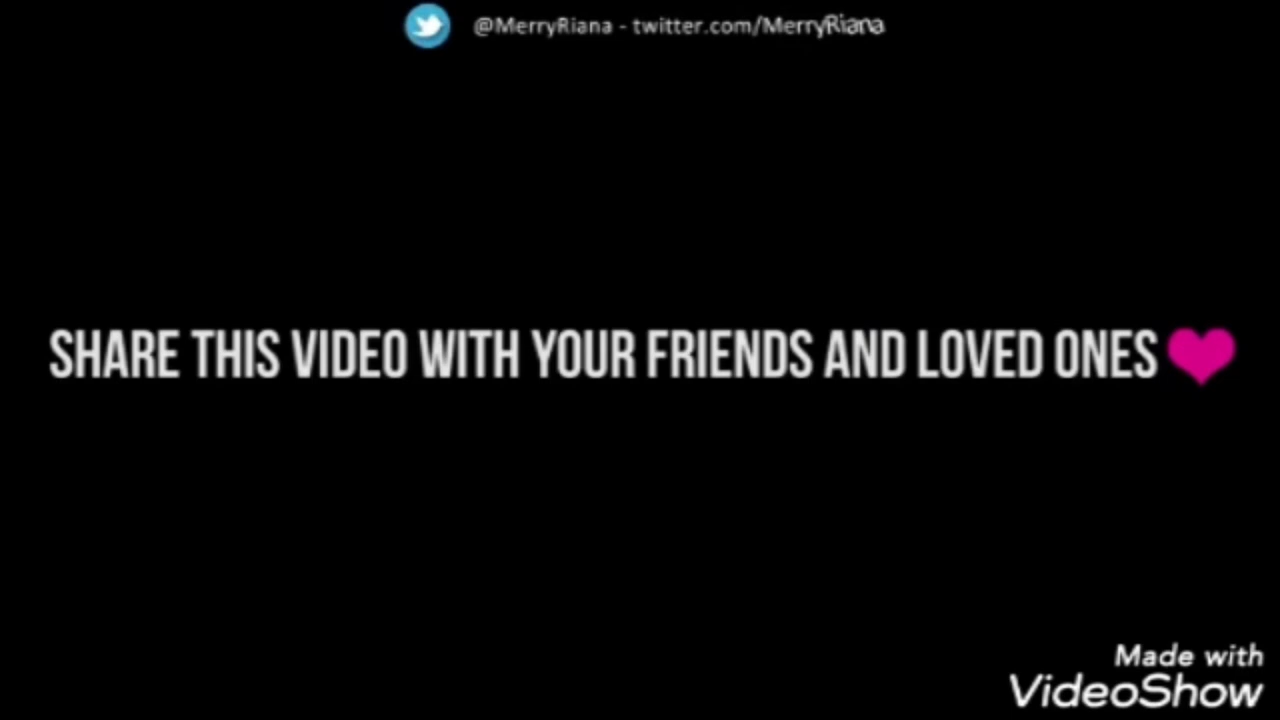 @MerryRiana - twitter.com/MerryRiana
SHARE THIS VIDEO WITH YOUR FRIENDS AND LOVED ONES
Made with
VideoShow